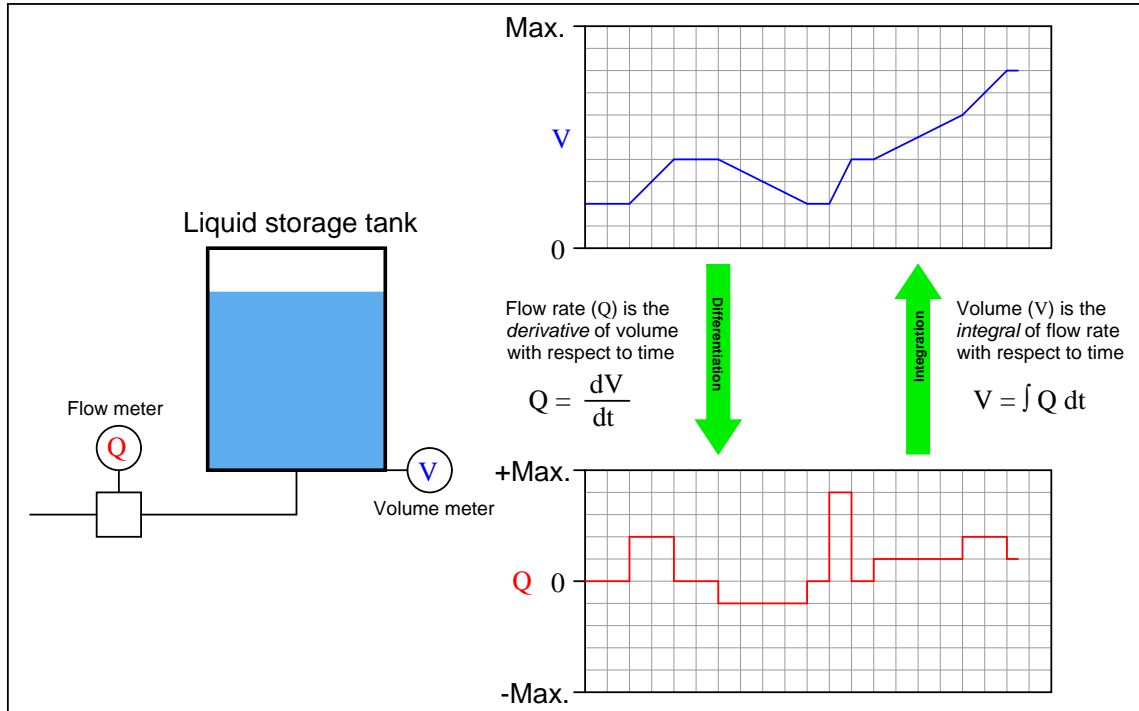 Liquid storage tank
Flow meter
Q
V
Volume meter
Max.
V
0
Flow rate (Q) is the
derivative of volume
with respect to time
Q = dV
dt
Differentiation
Integration
Volume (V) is the
integral of flow rate
with respect to time
V = ∫ Q dt
+Max.
Q 0
-Max.